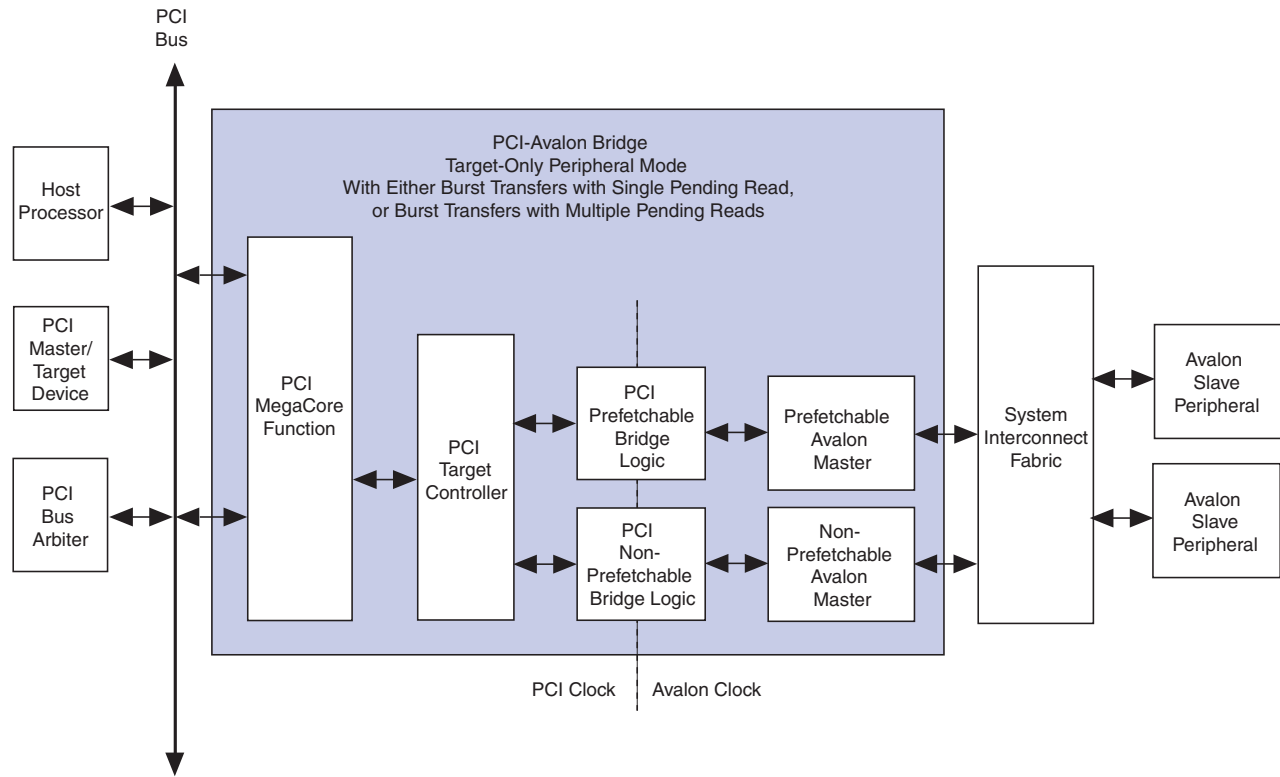 PCI
Bus
PCI-Avalon Bridge
Target-Only Peripheral Mode
With Either Burst Transfers with Single Pending Read,
or Burst Transfers with Multiple Pending Reads
Host
Processor
PCI
Master/
Target
Device
PCI
Bus
Arbiter
PCI
MegaCore
Function
PCI
Target
Controller
PCI
Prefetchable
Bridge
Logic
Prefetchable
Avalon
Master
PCI
Non-
Prefetchable
Bridge Logic
Non-
Prefetchable
Avalon
Master
System
Interconnect
Fabric
Avalon
Slave
Peripheral
Avalon
Slave
Peripheral
PCI Clock
Avalon Clock